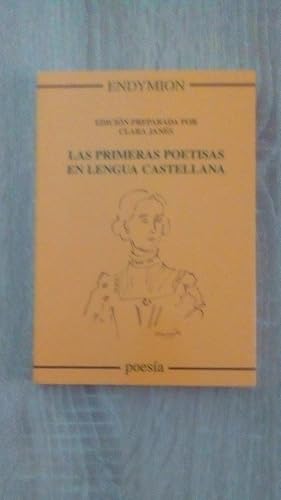 ENDYMION
EDICIÓN PREPARADA POR
CLARA JANÉS
LAS PRIMERAS POETISAS
EN LENGUA CASTELLANA
poesía